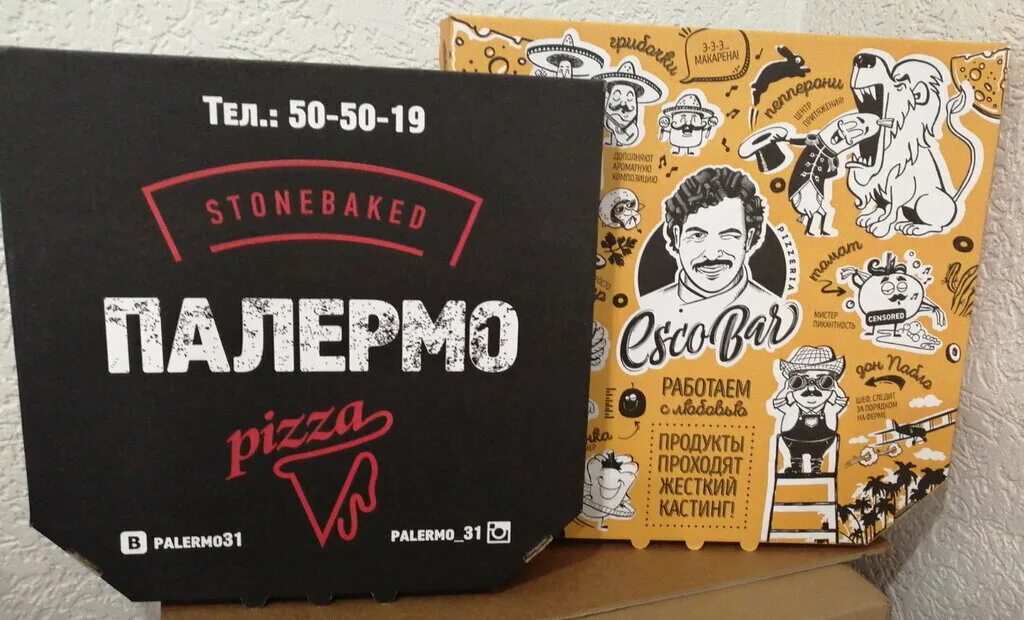 Тел.: 50-50-19
STONEBAKED
ПАЛЕРМО
pizza
B PALERMO31
PALERMO_31
грибочки
Э-Э-Э...
МАКАРЕНА!
пепперони
ЦЕНТР
ПРИТЯЖЕНИЯ!
ДОПОЛНЯЮТ
АРОМАТНУЮ
КОМПОЗИЦИЮ
PIZZERIA
EscoBar
томат
CENSORED
МИСТЕР
ПИКАНТНОСТЬ
дон Пабло
ШЕФ, СЛЕДИТ
ЗА ПОРЯДКОМ
НА ФЕРМЕ
РАБОТАЕМ
с любовью
ПРОДУКТЫ
ПРОХОДЯТ
ЖЕСТКИЙ
КАСТИНГ!